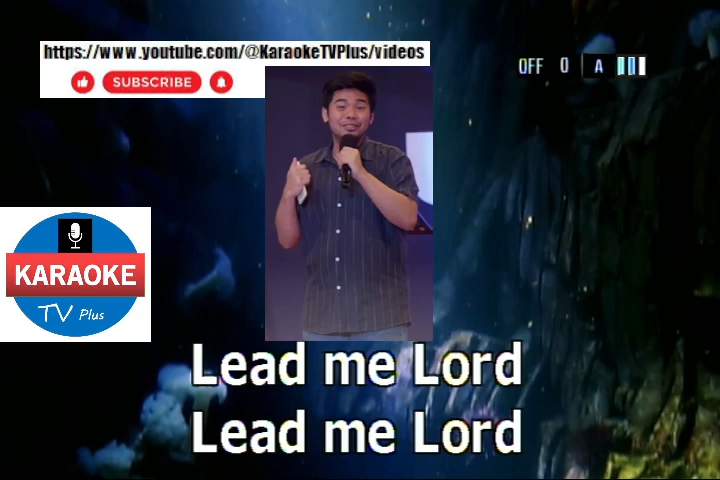 https://www.youtube.com/@KaraokeTVPlus/videos
SUBSCRIBE
OFF 0 A
KARAOKE
TV Plus
Lead me Lord
Lead me Lord